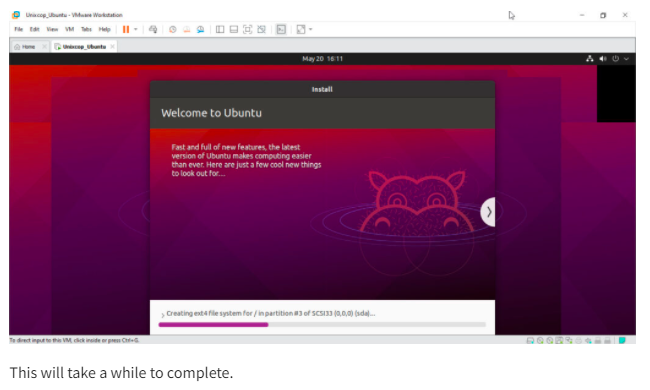 Unixcop_Ubuntu - VMware Workstation
File Edit View VM Tabs Help
Home Unixcop_Ubuntu
May 20 16:11
Install
Welcome to Ubuntu
Fast and full of new features, the latest
version of Ubuntu makes computing easier
than ever. Here are just a few cool new things
to look out for...
Creating ext4 file system for / in partition #3 of SCSI33 (0,0,0) (sda)...
To direct input to this VM, click inside or press Ctrl+G.
This will take a while to complete.